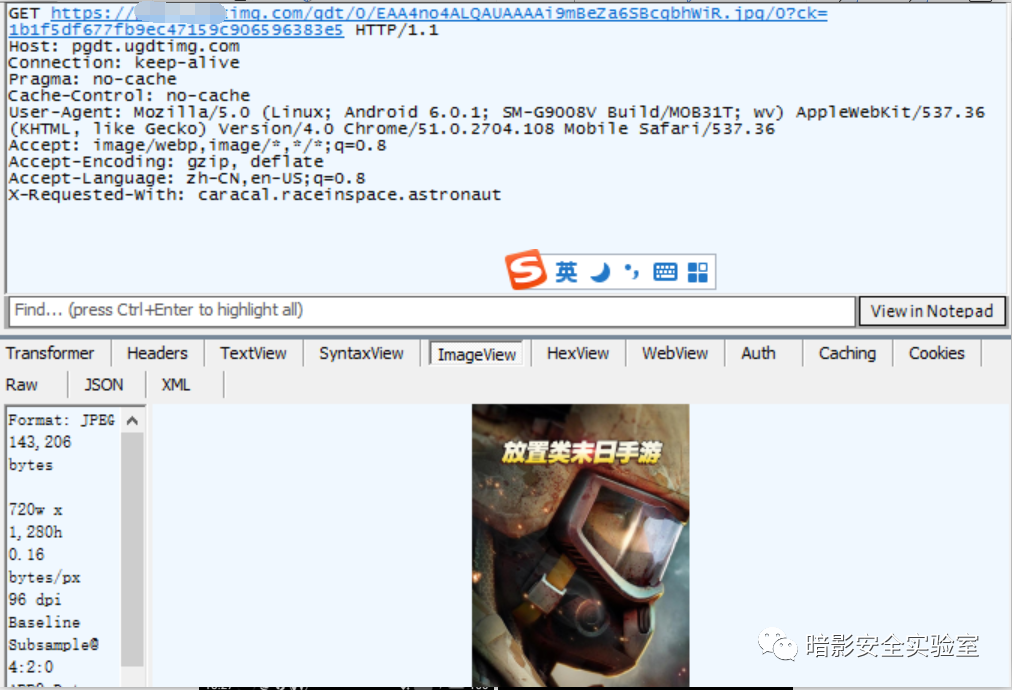 GET https://timg.com/gdt/0/EAA4no4ALQAUAAAAi9mBeZa6SBcqbhWiR.jpg/0?ck=
1b1f5df677fb9ec47159c906596383e5 HTTP/1.1
Host: pgdt.ugdtimg.com
Connection: keep-alive
Pragma: no-cache
Cache-Control: no-cache
User-Agent: Mozilla/5.0 (Linux; Android 6.0.1; SM-G9008V Build/MOB31T; wv) AppleWebKit/537.36
(KHTML, like Gecko) Version/4.0 Chrome/51.0.2704.108 Mobile Safari/537.36
Accept: image/webp,image/*,*/*;q=0.8
Accept-Encoding: gzip, deflate
Accept-Language: zh-CN,en-US;q=0.8
X-Requested-With: caracal.raceinspace.astronaut
S 英
Find... (press Ctrl+Enter to highlight all) View in Notepad
Transformer Headers TextView SyntaxView ImageView HexView WebView Auth Caching Cookies
Raw JSON XML
Format: JPEG
143,206
bytes
720w x
1,280h
0.16
bytes/px
96 dpi
Baseline
Subsample@
4:2:0
放置类末日手游
暗影安全实验室